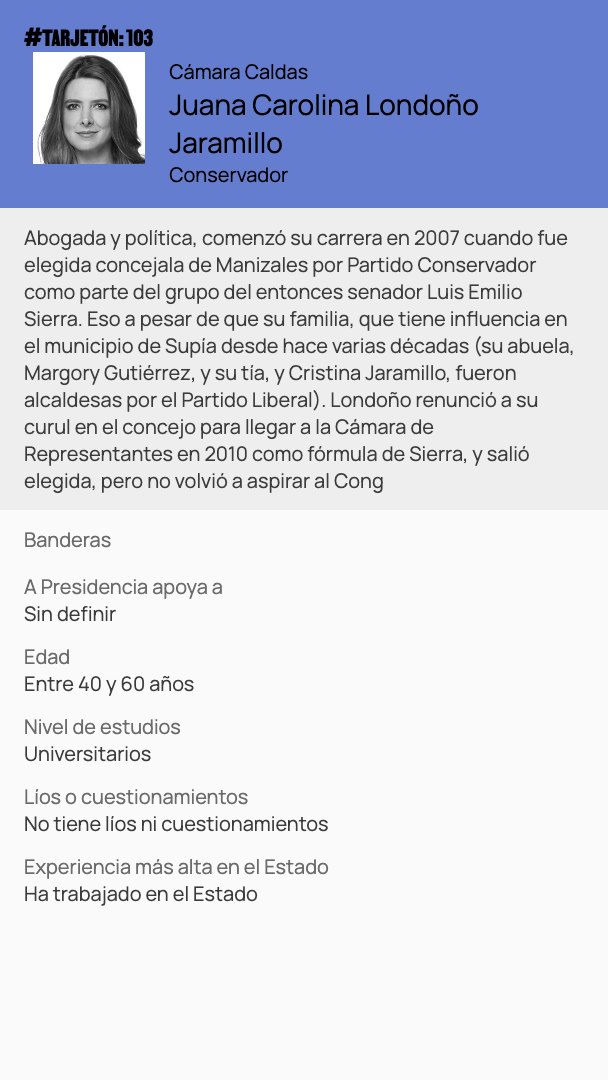 #TARJETÓN: 103
Cámara Caldas
Juana Carolina Londoño
Jaramillo
Conservador
Abogada y política, comenzó su carrera en 2007 cuando fue
elegida concejala de Manizales por Partido Conservador
como parte del grupo del entonces senador Luis Emilio
Sierra. Eso a pesar de que su familia, que tiene influencia en
el municipio de Supía desde hace varias décadas (su abuela,
Margory Gutiérrez, y su tía, y Cristina Jaramillo, fueron
alcaldesas por el Partido Liberal). Londoño renunció a su
curul en el concejo para llegar a la Cámara de
Representantes en 2010 como fórmula de Sierra, y salió
elegida, pero no volvió a aspirar al Cong
Banderas
A Presidencia apoya a
Sin definir
Edad
Entre 40 y 60 años
Nivel de estudios
Universitarios
Líos o cuestionamientos
No tiene líos ni cuestionamientos
Experiencia más alta en el Estado
Ha trabajado en el Estado